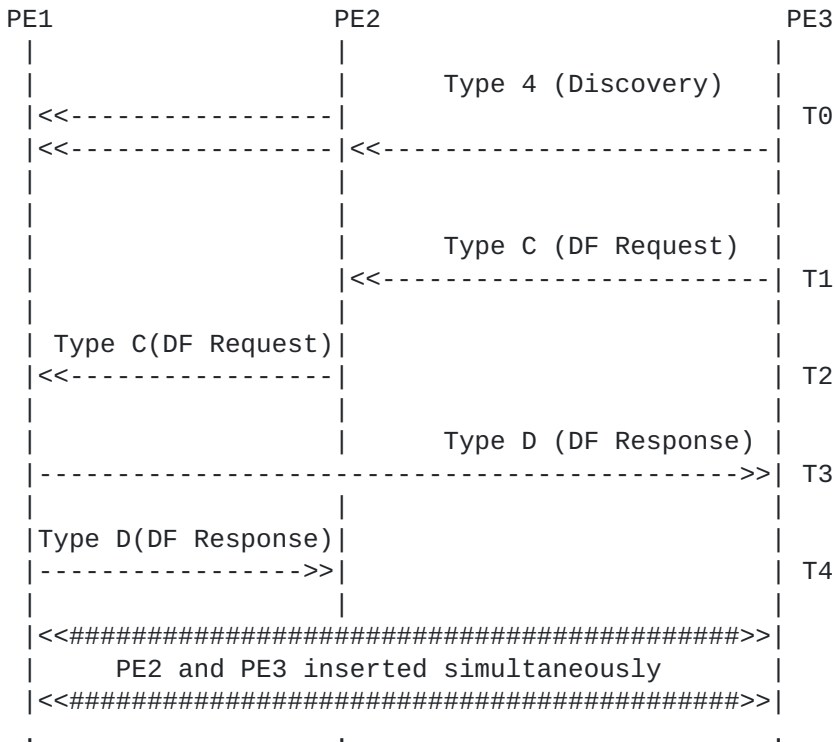 PE1 PE2 PE3
Type 4 (Discovery)
T0
Type C (DF Request)
T1
Type C(DF Request)
T2
Type D (DF Response)
T3
Type D(DF Response)
T4
PE2 and PE3 inserted simultaneously